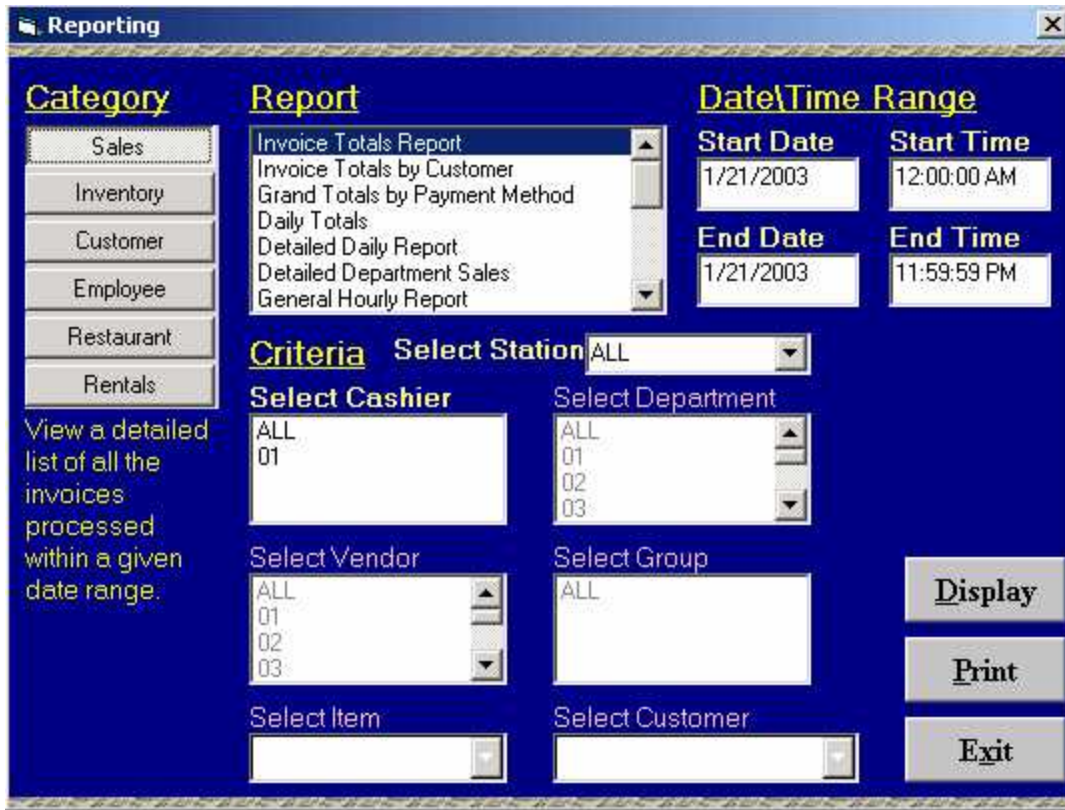 Reporting
Category
Sales
Inventory
Customer
Employee
Restaurant
Rentals
View a detailed
list of all the
invoices
processed
within a given
date range.
Report
Invoice Totals Report
Invoice Totals by Customer
Grand Totals by Payment Method
Daily Totals
Detailed Daily Report
Detailed Department Sales
General Hourly Report
Date\Time Range
Start Date
1/21/2003
Start Time
12:00:00 AM
End Date
1/21/2003
End Time
11:59:59 PM
Criteria
Select Station
ALL
Select Cashier
ALL
01
Select Department
ALL
01
02
03
Select Vendor
ALL
01
02
03
Select Group
ALL
Select Item
Select Customer
Display
Print
Exit